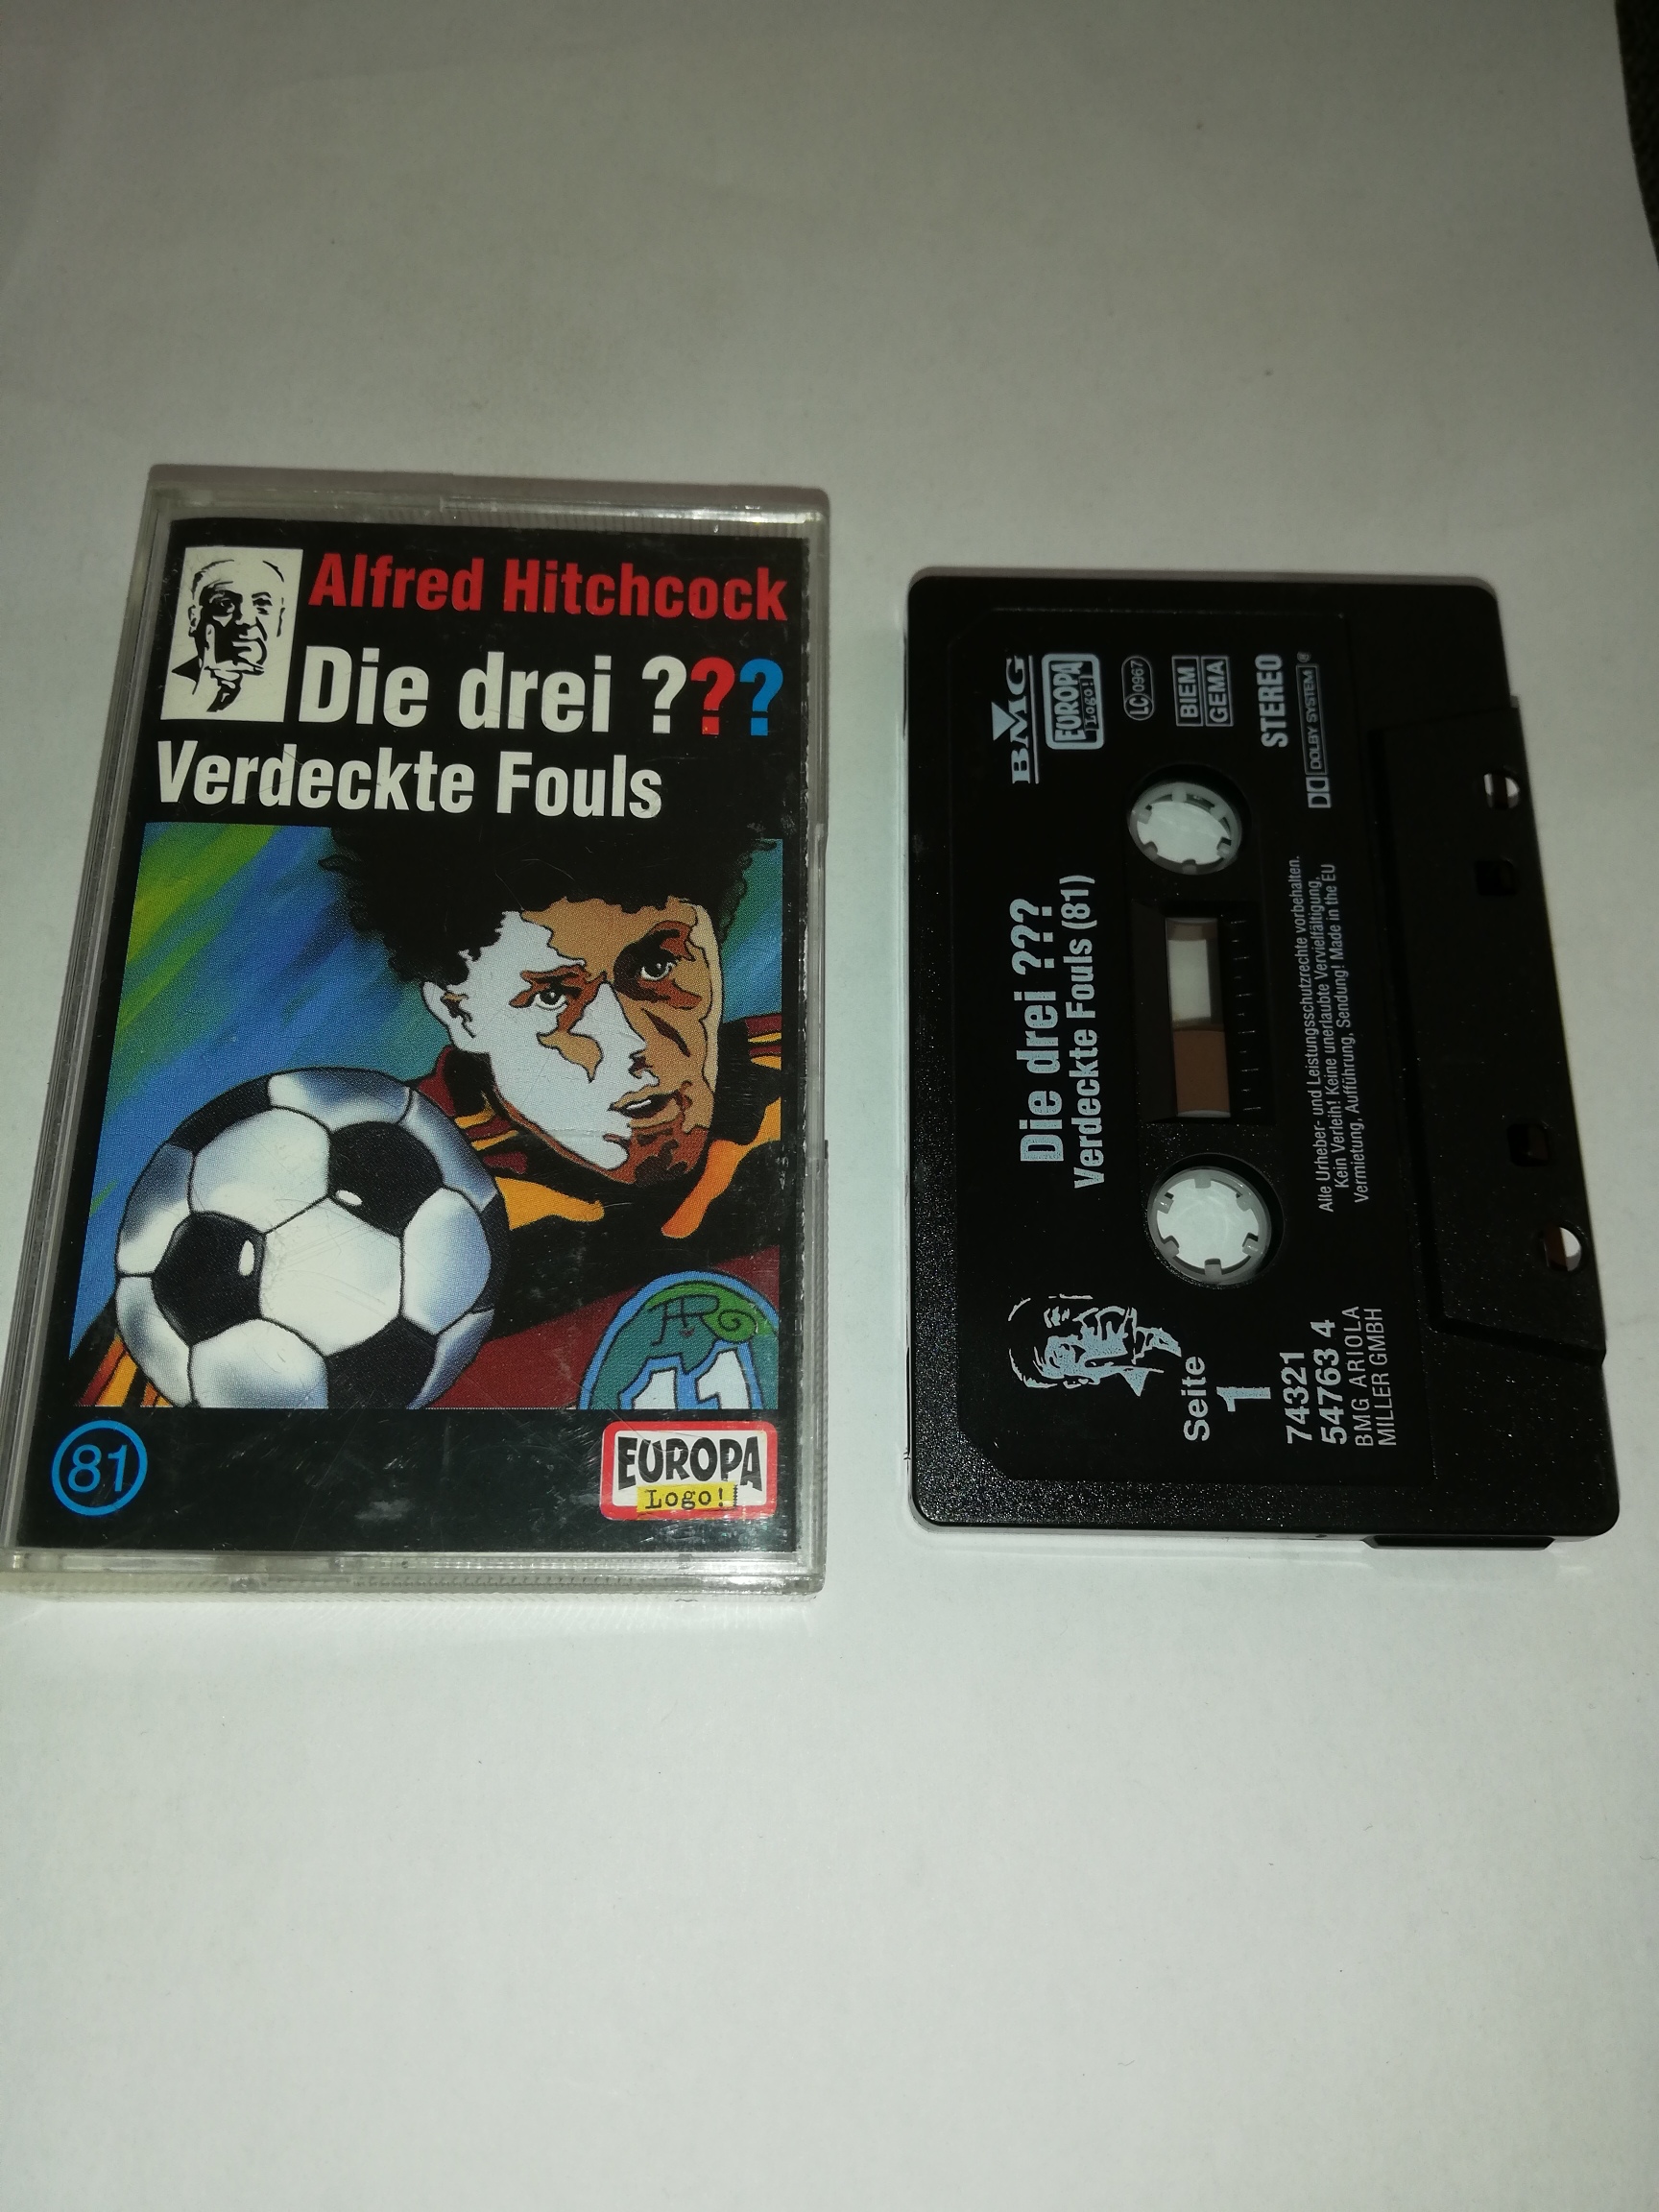 Alfred Hitchcock
Die drei ???
Verdeckte Fouls
11
81
EUROPA
Logo!
BMG
EUROPA
Logo!
LC 0967
BIEM
GEMA
STEREO
DOLBY SYSTEM®
Die drei ???
Verdeckte Fouls (81)
Alle Urheber- und Leistungsschutzrechte vorbehalten.
Kein Verleih! Keine unerlaubte Vervielfältigung,
Vermietung, Aufführung, Sendung! Made in the EU
Seite
1
74321
54763 4
BMG ARIOLA
MILLER GMBH